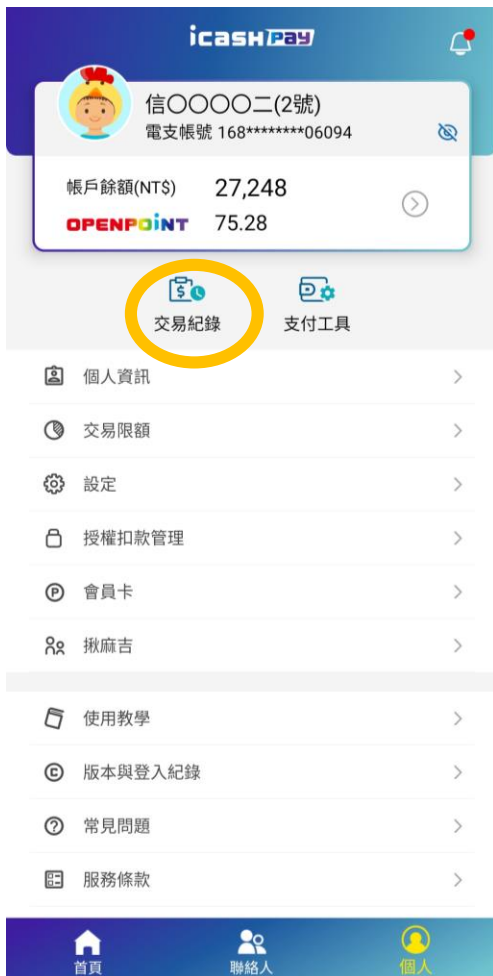 icash Pay
信〇〇〇〇二(2號)
電支帳號 168********06094
帳戶餘額(NT$) 27,248
OPENPOINT 75.28
交易紀錄 支付工具
個人資訊
交易限額
設定
授權扣款管理
會員卡
揪麻吉
使用教學
版本與登入紀錄
常見問題
服務條款
首頁 聯絡人 個人